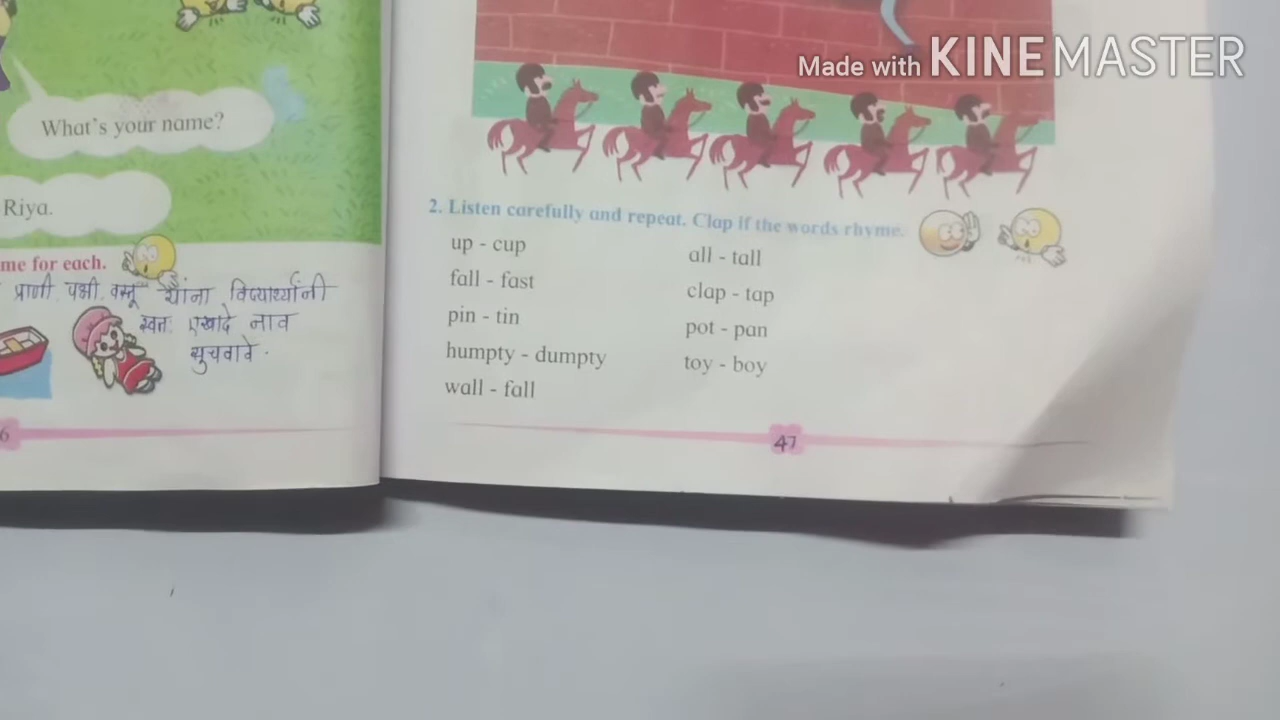 Made with KINEMASTER
What's your name?
Riya.
me for each.
प्राणी पक्षी वस्तू यांना विद्यार्थ्यांनी
स्वतः एखादे नाव
सुचवावे.
6
2. Listen carefully and repeat. Clap if the words rhyme.
up - cup
fall - fast
pin - tin
humpty - dumpty
wall - fall
all - tall
clap - tap
pot - pan
toy - boy
47